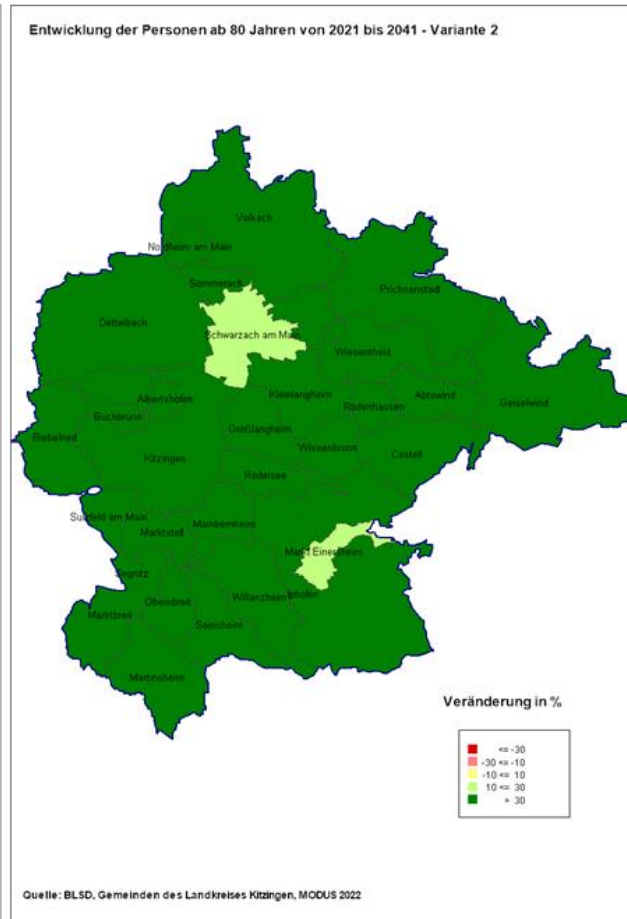 Entwicklung der Personen ab 80 Jahren von 2021 bis 2041 - Variante 2
Volkach
Nordheim am Main
Sommerach
Prichsenstadt
Dettelbach
Schwarzach am Main
Wiesentheid
Kleinlangheim
Abtswind
Albertshofen
Rüdenhausen
Geiselwind
Buchbrunn
Großlangheim
Biebelried
Wiesenbronn
Castell
Kitzingen
Rödelsee
Sulzfeld am Main
Mainbernheim
Marktsteft
Markt Einersheim
Segnitz
Iphofen
Willanzheim
Obernbreit
Marktbreit
Seinsheim
Martinsheim
Veränderung in %
<= -30
-30 <= -10
-10 <= 10
10 <= 30
> 30
Quelle: BLSD, Gemeinden des Landkreises Kitzingen, MODUS 2022